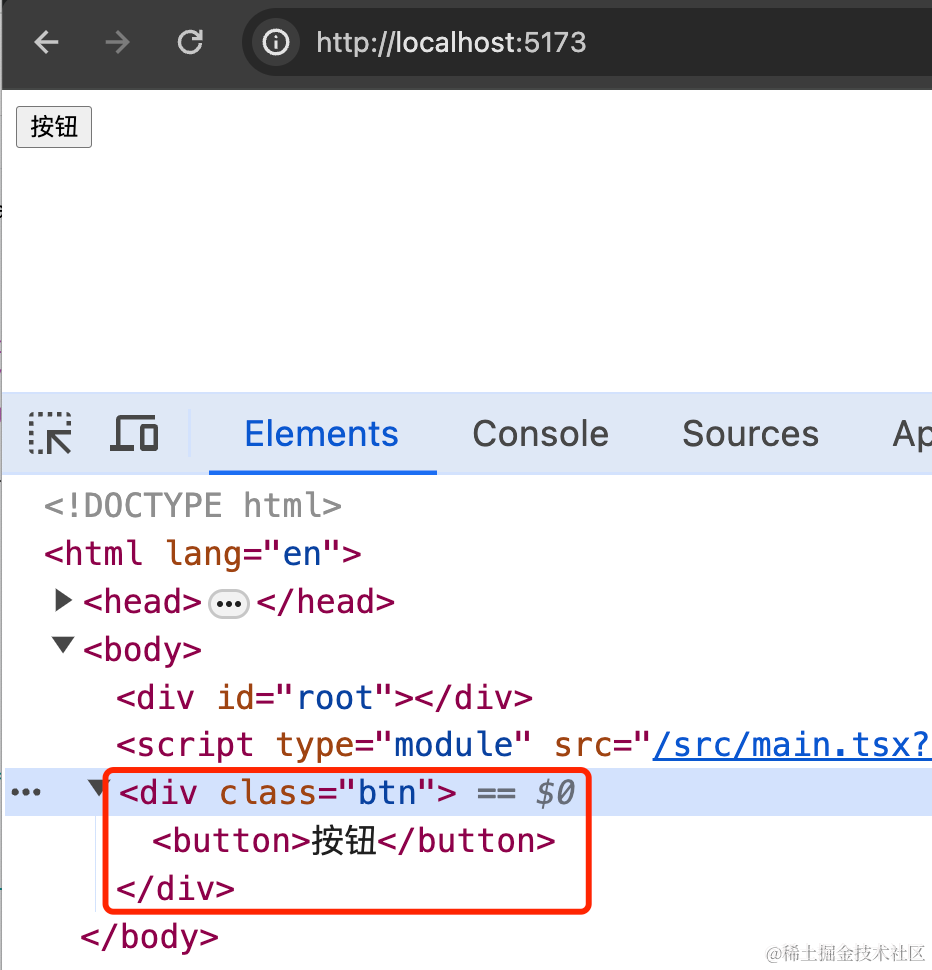 http://localhost:5173
按钮
Elements Console Sources Ap
<!DOCTYPE html>
<html lang="en">
<head> ••• </head>
<body>
<div id="root"></div>
<script type="module" src="/src/main.tsx?
••• <div class="btn"> == $0
<button>按钮</button>
</div>
</body>
@稀土掘金技术社区